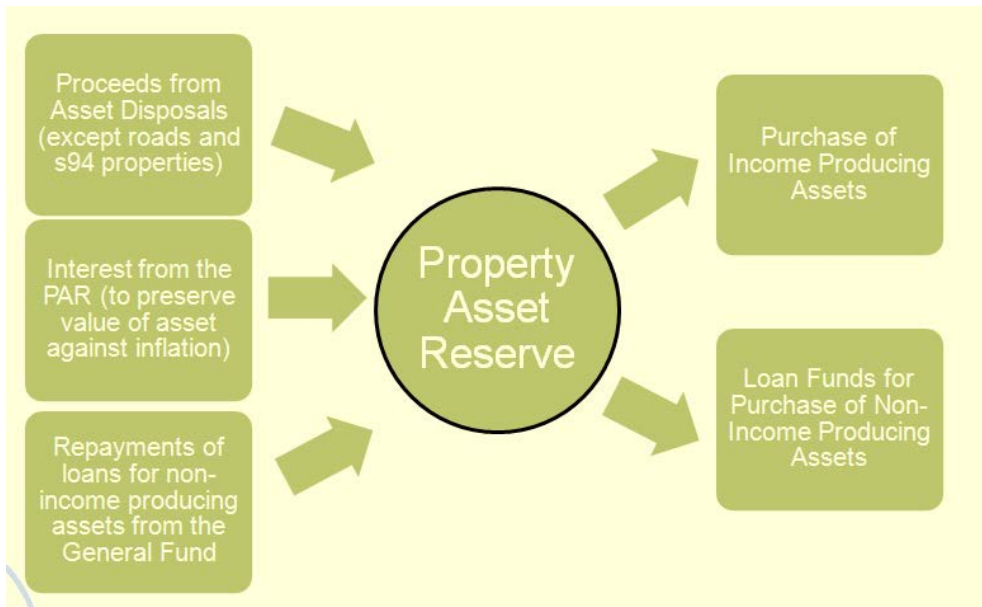 Proceeds from
Asset Disposals
(except roads and
s94 properties)
Interest from the
PAR (to preserve
value of asset
against inflation)
Repayments of
loans for non-
income producing
assets from the
General Fund
Property
Asset
Reserve
Purchase of
Income Producing
Assets
Loan Funds for
Purchase of Non-
Income Producing
Assets